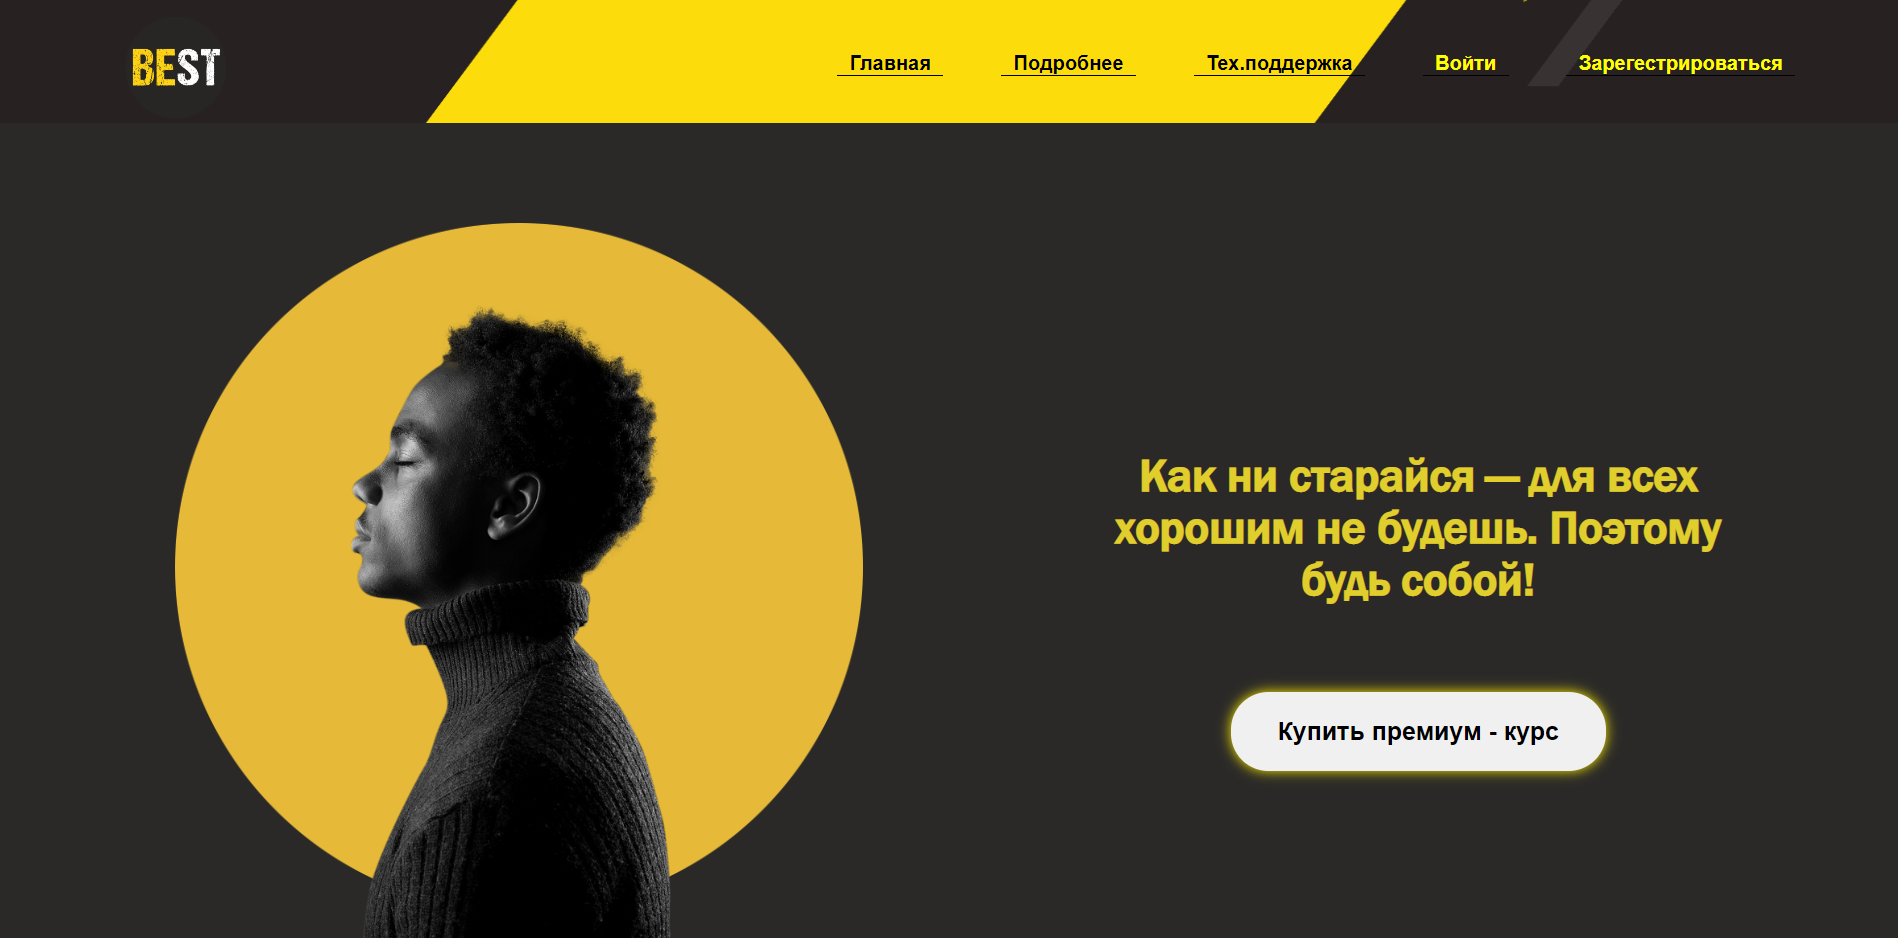 BEST
Главная Подробнее Тех.поддержка Войти Зарегестрироваться
Как ни старайся — для всех
хорошим не будешь. Поэтому
будь собой!
Купить премиум - курс